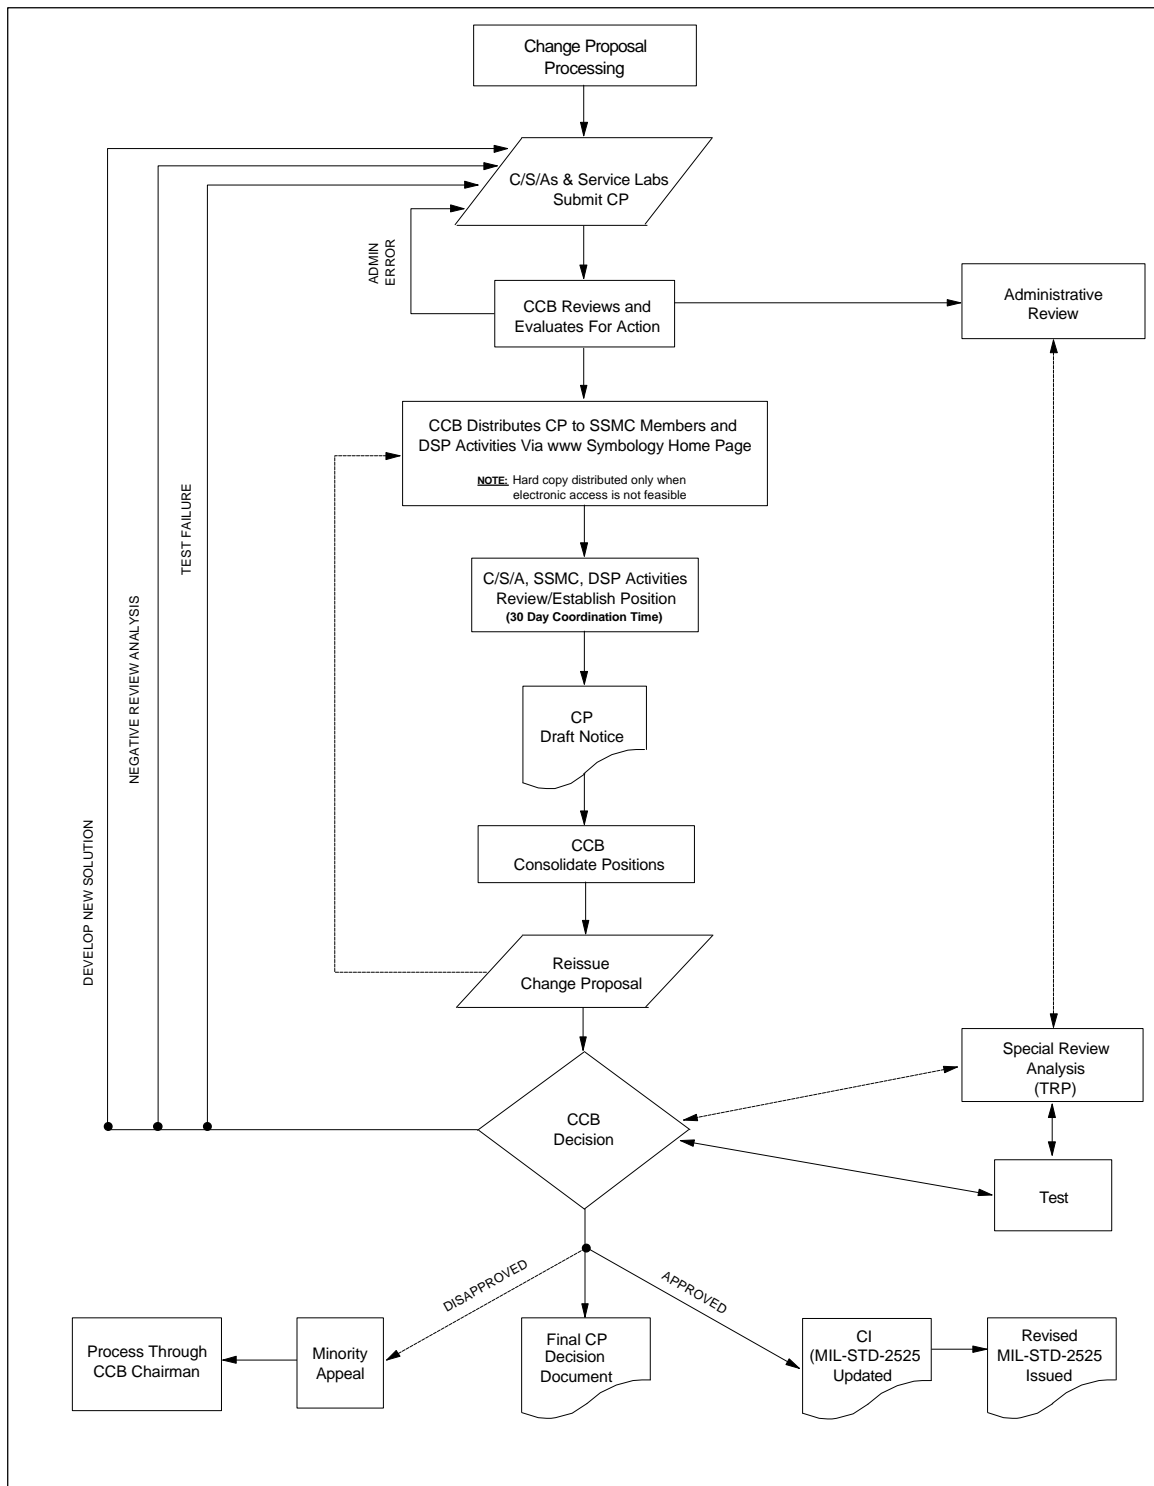 Change Proposal
Processing
C/S/As & Service Labs
Submit CP
ADMIN
ERROR
CCB Reviews and
Evaluates For Action
Administrative
Review
CCB Distributes CP to SSMC Members and
DSP Activities Via www Symbology Home Page
NOTE: Hard copy distributed only when
electronic access is not feasible
TEST FAILURE
C/S/A, SSMC, DSP Activities
Review/Establish Position
(30 Day Coordination Time)
NEGATIVE REVIEW ANALYSIS
CP
Draft Notice
DEVELOP NEW SOLUTION
CCB
Consolidate Positions
Reissue
Change Proposal
Special Review
Analysis
(TRP)
CCB
Decision
Test
DISAPPROVED
APPROVED
Process Through
CCB Chairman
Minority
Appeal
Final CP
Decision
Document
CI
(MIL-STD-2525
Updated
Revised
MIL-STD-2525
Issued